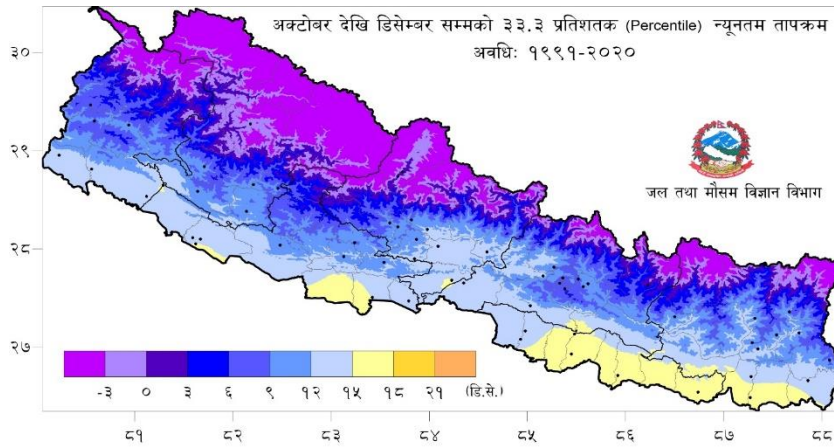 अक्टोबर देखि डिसेम्बर सम्मको ३३.३ प्रतिशतक (Percentile) न्यूनतम तापक्रम
अवधिः १९९१-२०२०
जल तथा मौसम विज्ञान विभाग
३०
२९
२८
२७
-३ ० ३ ६ ९ १२ १५ १८ २१ (डि.से.)
८१ ८२ ८३ ८४ ८५ ८६ ८७ ८८